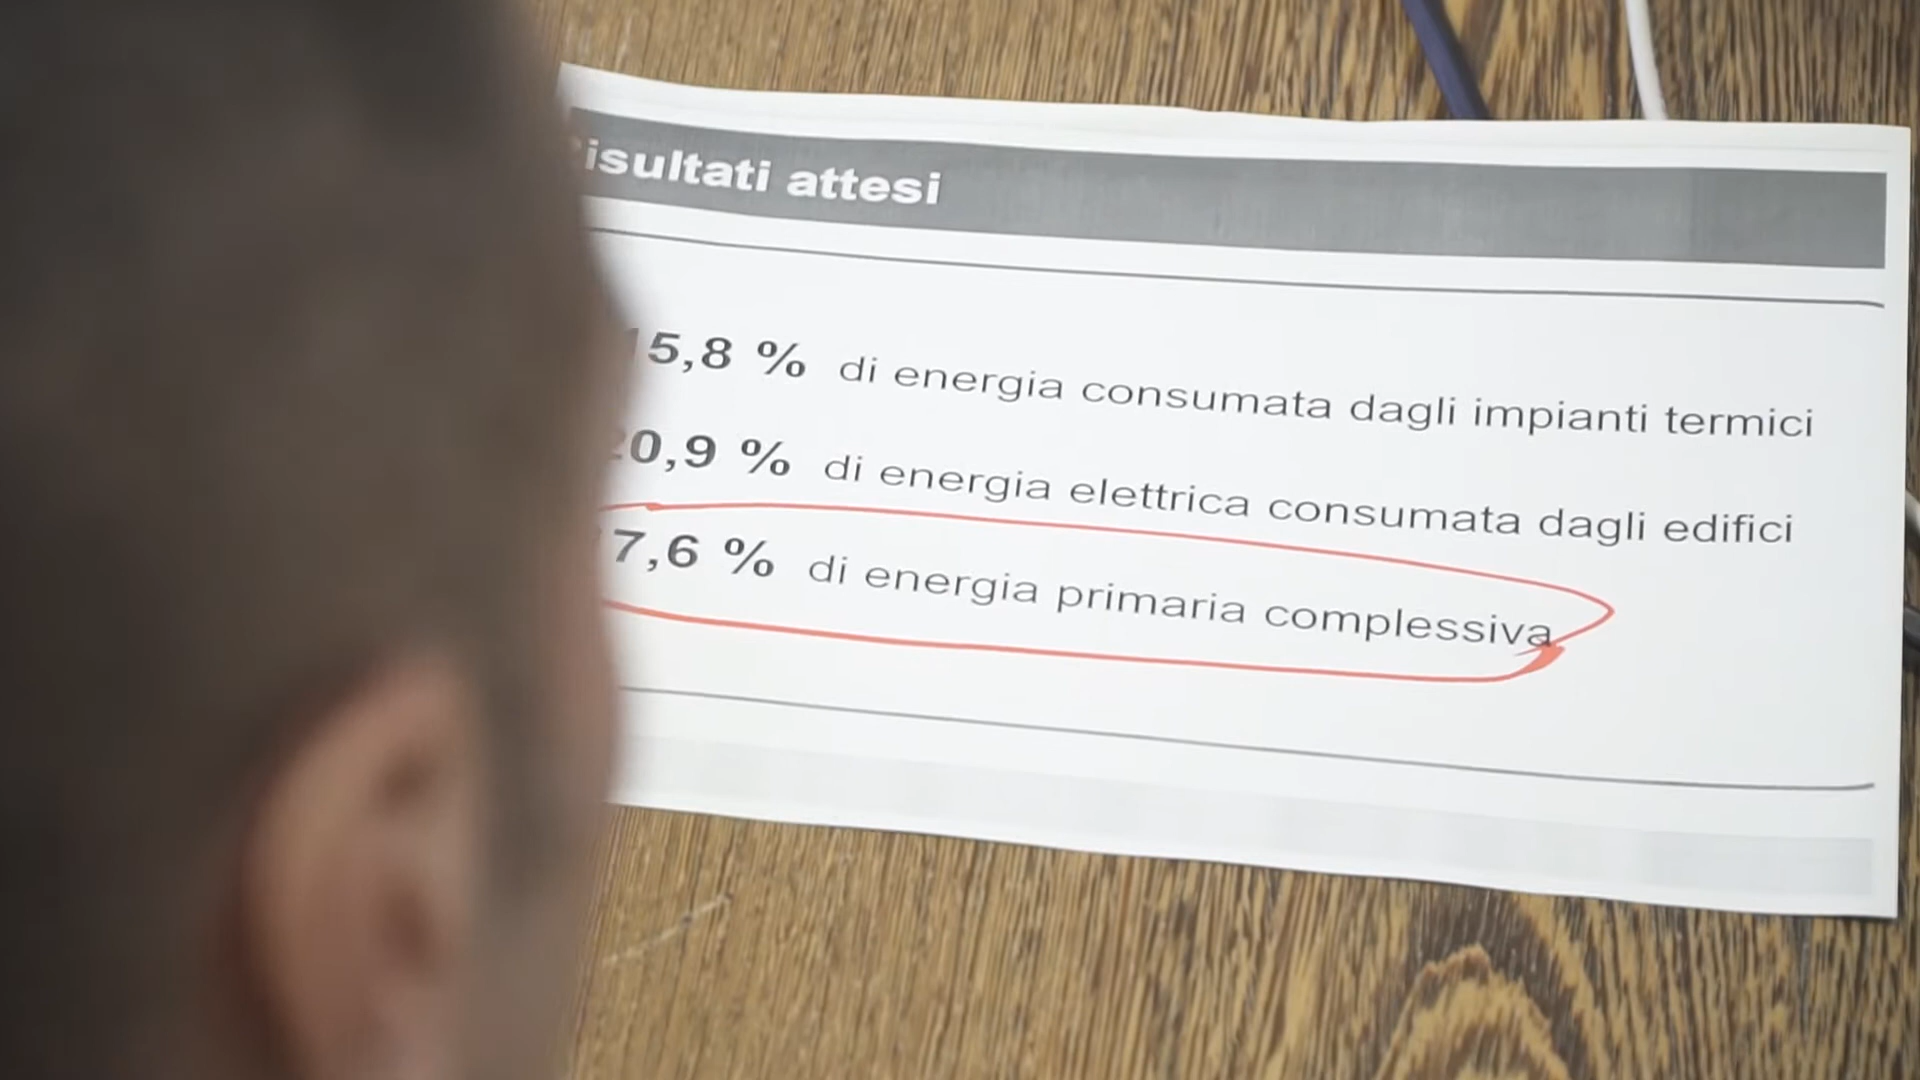 isultati attesi
15,8 % di energia consumata dagli impianti termici
0,9 % di energia elettrica consumata dagli edifici
7,6 % di energia primaria complessiva